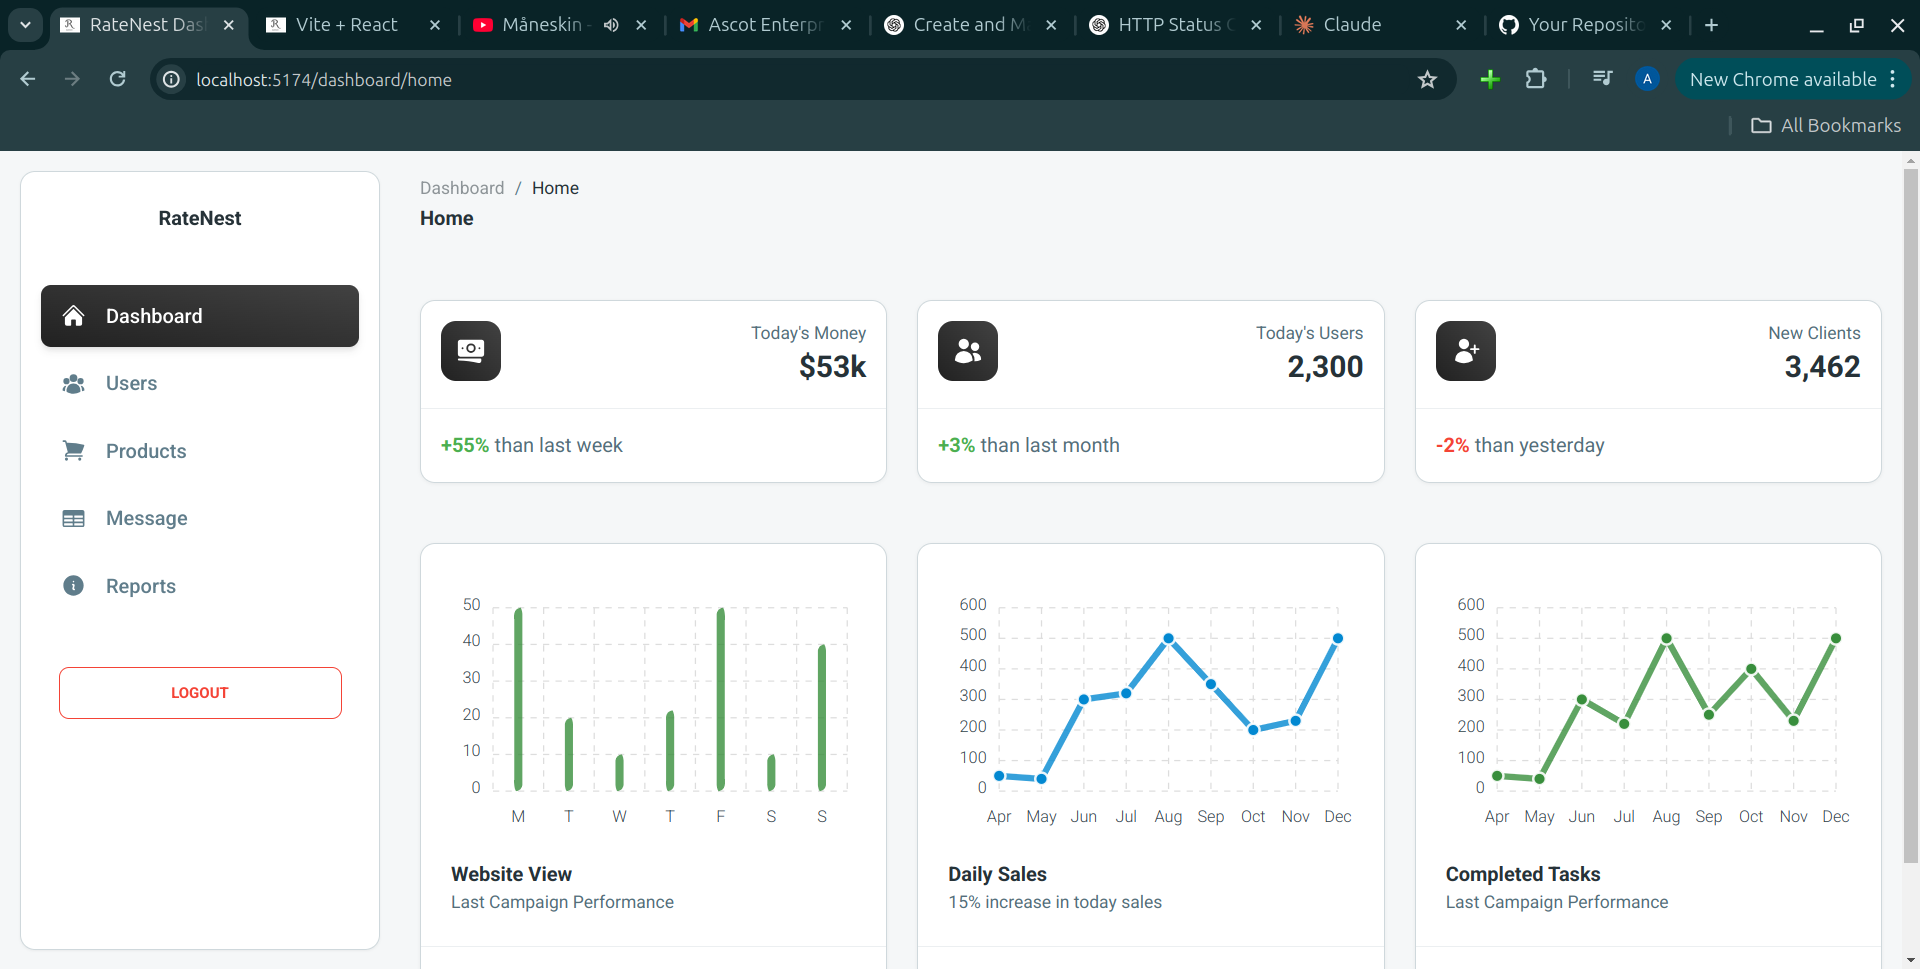 RateNest Das
Vite + React
Måneskin -
Ascot Enterpr
Create and M
HTTP Status C
Claude
Your Reposito
localhost:5174/dashboard/home
A
New Chrome available
All Bookmarks
RateNest
Dashboard
Users
Products
Message
Reports
LOGOUT
Dashboard / Home
Home
Today's Money
$53k
+55% than last week
Today's Users
2,300
+3% than last month
New Clients
3,462
-2% than yesterday
50
40
30
20
10
0
M T W T F S S
Website View
Last Campaign Performance
600
500
400
300
200
100
0
Apr May Jun Jul Aug Sep Oct Nov Dec
Daily Sales
15% increase in today sales
600
500
400
300
200
100
0
Apr May Jun Jul Aug Sep Oct Nov Dec
Completed Tasks
Last Campaign Performance